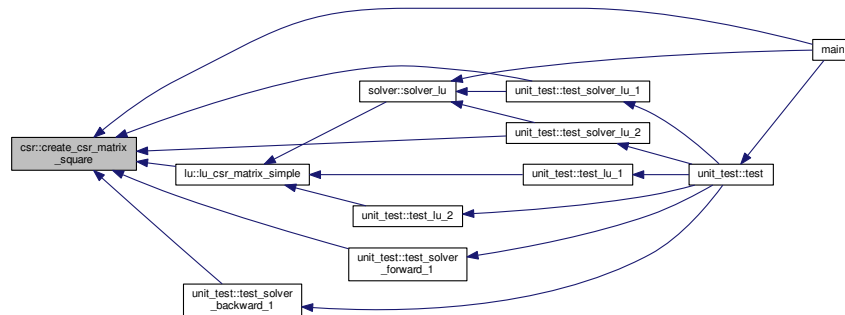 main
solver::solver_lu
unit_test::test_solver_lu_1
unit_test::test_solver_lu_2
csr::create_csr_matrix
_square
lu::lu_csr_matrix_simple
unit_test::test_lu_1
unit_test::test
unit_test::test_lu_2
unit_test::test_solver
_forward_1
unit_test::test_solver
_backward_1